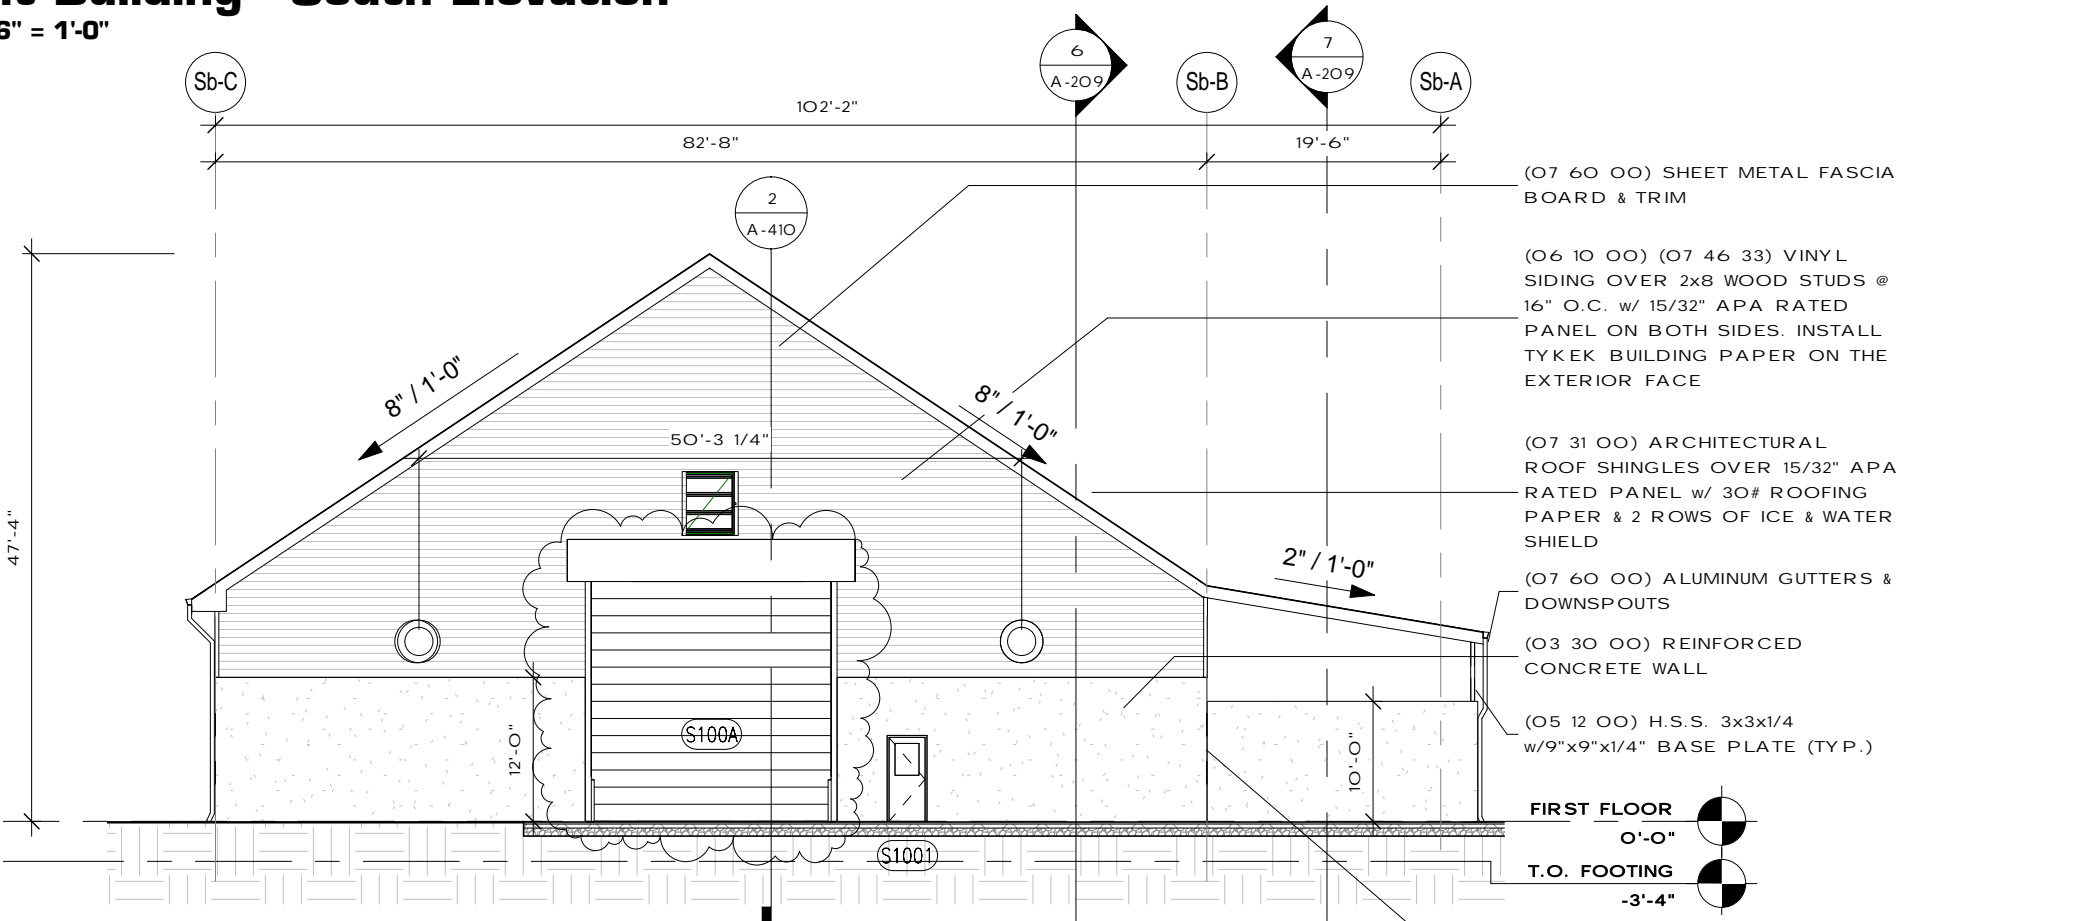 Building - South Elevation
6" = 1'-0"
Sb-C
6
A-209
Sb-B
7
A-209
Sb-A
102'-2"
82'-8"
19'-6"
2
A-410
(07 60 00) SHEET METAL FASCIA
BOARD & TRIM
(06 10 00) (07 46 33) VINYL
SIDING OVER 2x8 WOOD STUDS @
16" O.C. w/ 15/32" APA RATED
PANEL ON BOTH SIDES. INSTALL
TYKEK BUILDING PAPER ON THE
EXTERIOR FACE
8" / 1'-0"
8" / 1'-0"
50'-3 1/4"
(07 31 00) ARCHITECTURAL
ROOF SHINGLES OVER 15/32" APA
RATED PANEL w/ 30# ROOFING
PAPER & 2 ROWS OF ICE & WATER
SHIELD
47'-4"
2" / 1'-0"
(07 60 00) ALUMINUM GUTTERS &
DOWNSPOUTS
(03 30 00) REINFORCED
CONCRETE WALL
(05 12 00) H.S.S. 3x3x1/4
w/9"x9"x1/4" BASE PLATE (TYP.)
S100A
12'-0"
10'-0"
FIRST FLOOR
0'-0"
S1001
T.O. FOOTING
-3'-4"